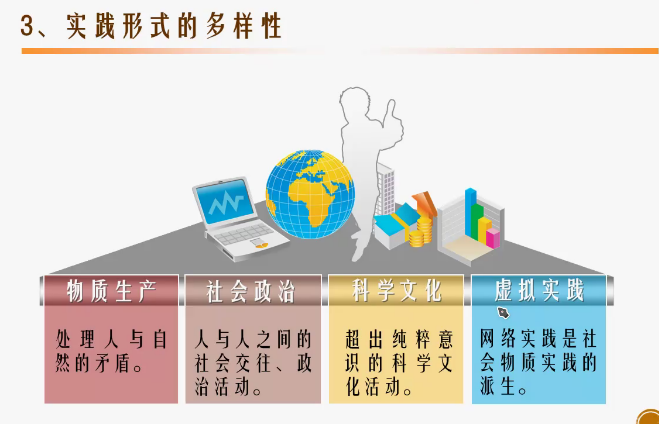 3、实践形式的多样性
物质生产
社会政治
科学文化
虚拟实践
处理人与自
然的矛盾。
人与人之间的
社会交往、政
治活动。
超出纯粹意
识的科学文
化活动。
网络实践是社
会物质实践的
派生。